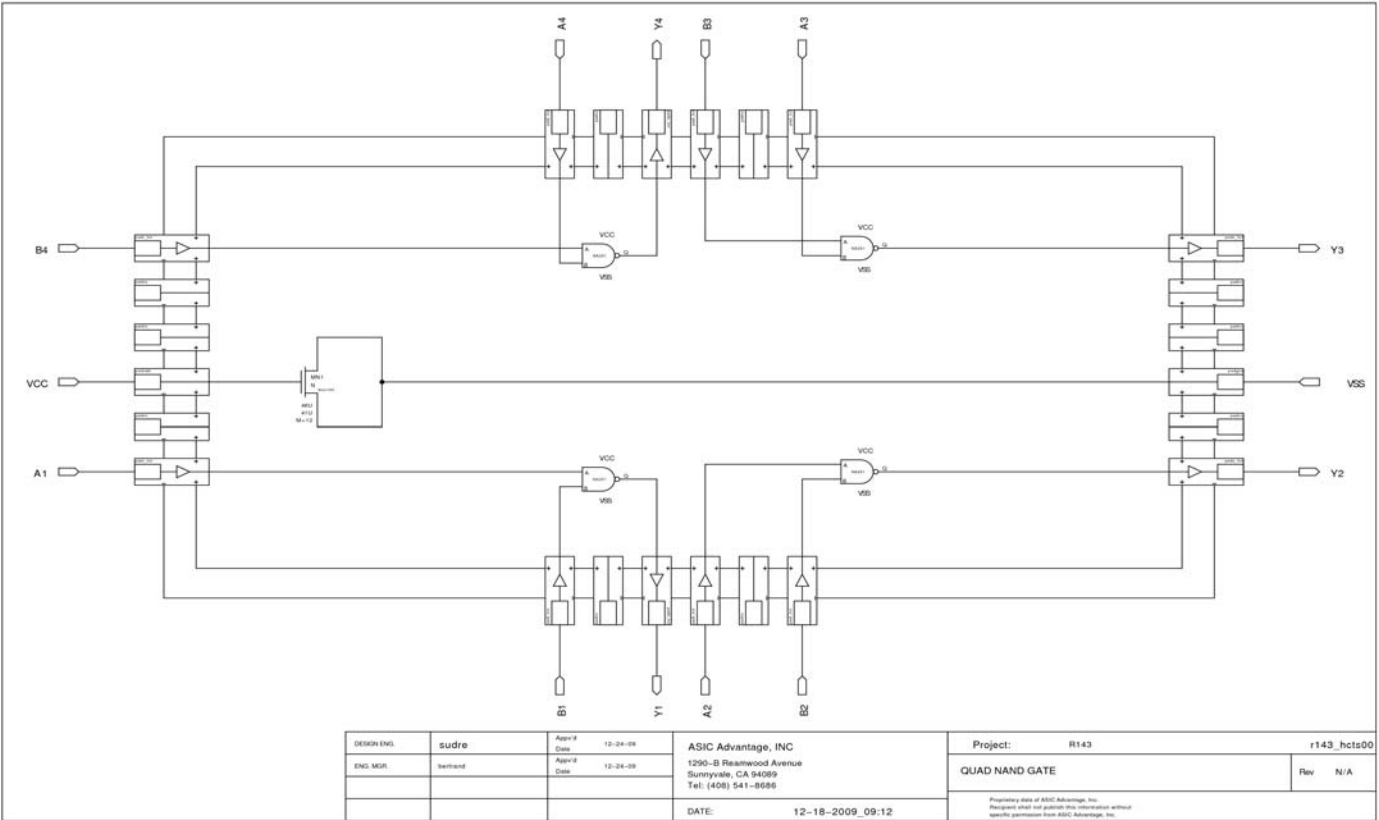 A4
Y4
B3
A3
VCC
A
B
Q
VSS
VCC
A
B
Q
VSS
B4
Y3
VCC
MN1
N
M=12
VSS
A1
VCC
A
B
Q
VSS
VCC
A
B
Q
VSS
Y2
B1
Y1
A2
B2
DESIGN ENG. sudre Appv'd Date 12-24-09
ENG. MGR. bertrand Appv'd Date 12-24-09
ASIC Advantage, INC
1290-B Reamwood Avenue
Sunnyvale, CA 94089
Tel: (408) 541-8686
DATE: 12-18-2009_09:12
Project: R143 r143_hcts00
QUAD NAND GATE
Rev N/A
Proprietary data of ASIC Advantage, Inc.
Recipient shall not publish this information without
specific permission from ASIC Advantage, Inc.